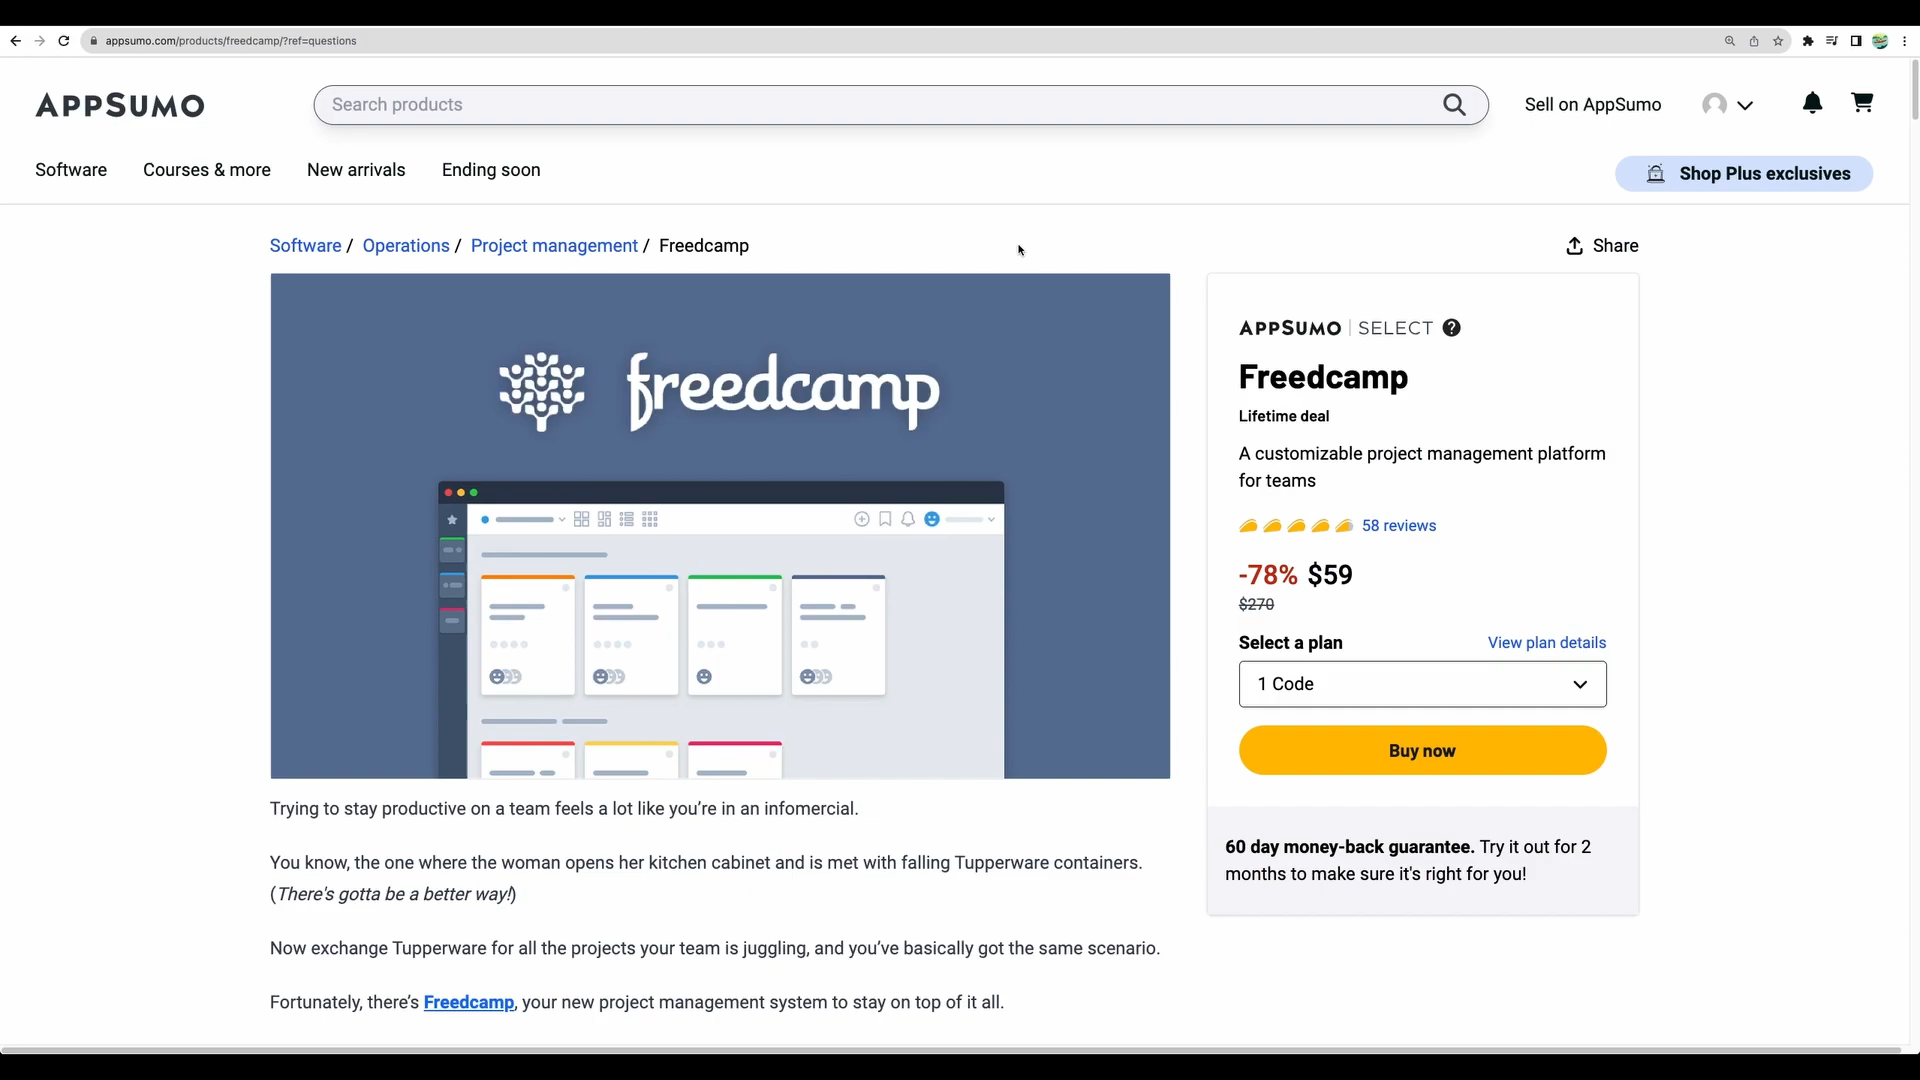 appsumo.com/products/freedcamp/?ref=questions
APPSUMO
Search products
Sell on AppSumo
Software
Courses & more
New arrivals
Ending soon
Shop Plus exclusives
Software / Operations / Project management / Freedcamp
Share
freedcamp
APPSUMO | SELECT ?
Freedcamp
Lifetime deal
A customizable project management platform
for teams
58 reviews
-78% $59
$270
Select a plan
View plan details
1 Code
Buy now
60 day money-back guarantee. Try it out for 2
months to make sure it's right for you!
Trying to stay productive on a team feels a lot like you’re in an infomercial.
You know, the one where the woman opens her kitchen cabinet and is met with falling Tupperware containers.
(There's gotta be a better way!)
Now exchange Tupperware for all the projects your team is juggling, and you’ve basically got the same scenario.
Fortunately, there’s Freedcamp, your new project management system to stay on top of it all.